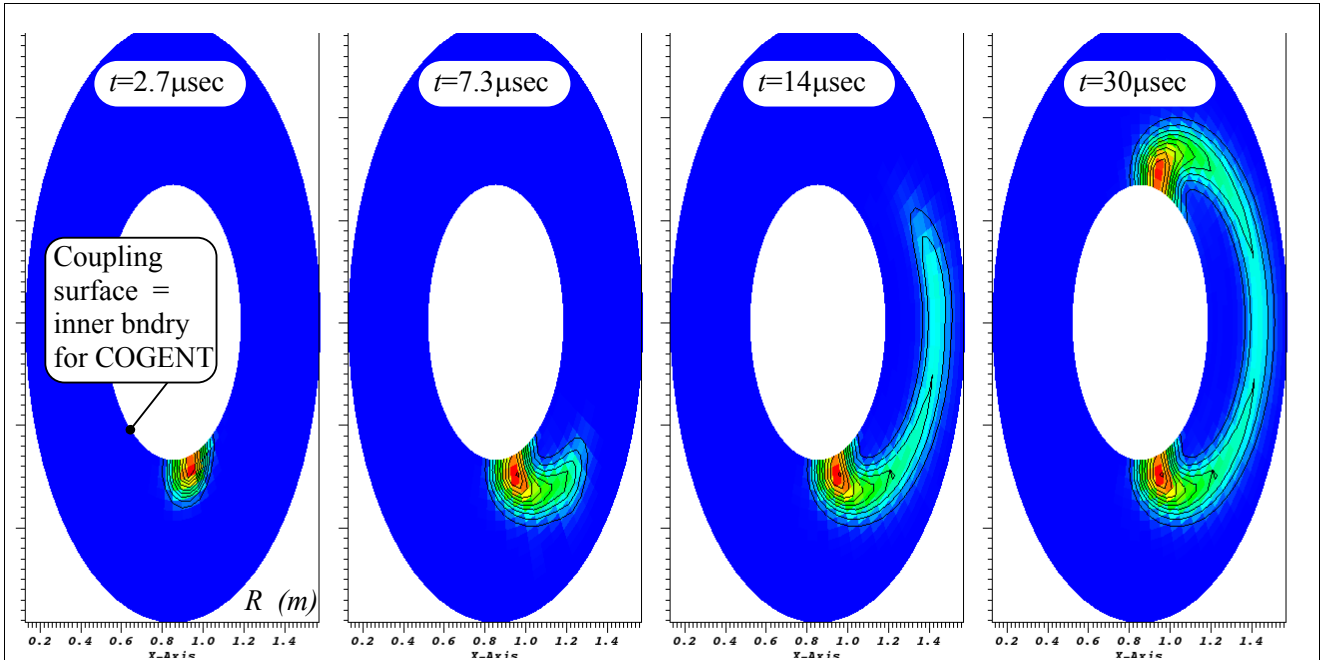 t=2.7μsec
t=7.3μsec
t=14μsec
t=30μsec
Coupling
surface =
inner bndry
for COGENT
R (m)
0.2 0.4 0.6 0.8 1.0 1.2 1.4
0.2 0.4 0.6 0.8 1.0 1.2 1.4
0.2 0.4 0.6 0.8 1.0 1.2 1.4
0.2 0.4 0.6 0.8 1.0 1.2 1.4
X-Axis
X-Axis
X-Axis
X-Axis